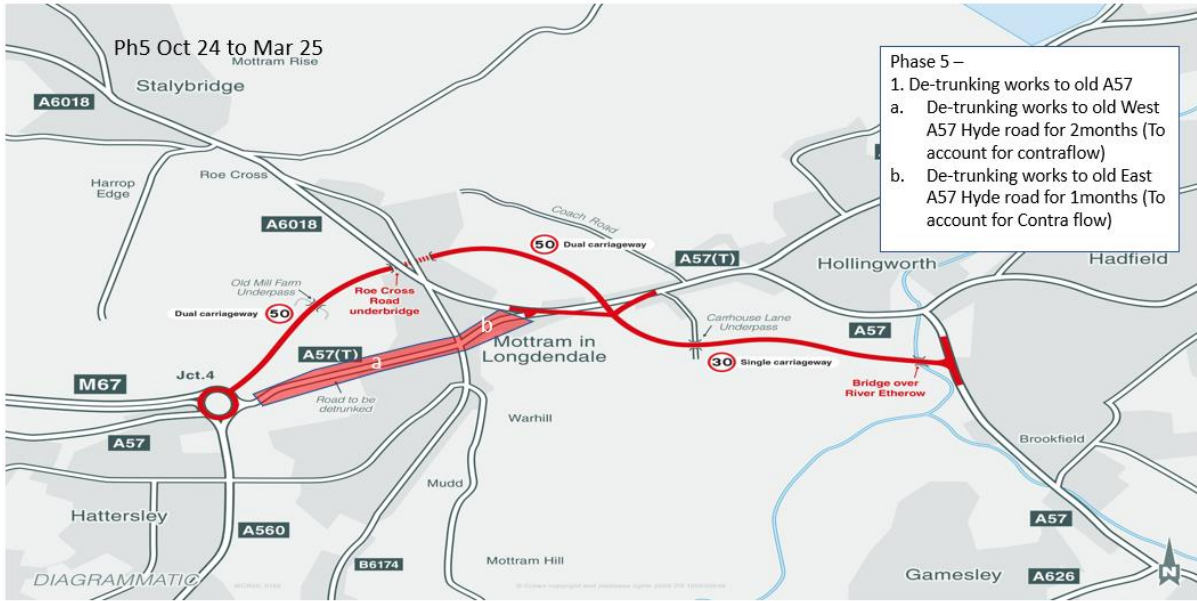 Ph5 Oct 24 to Mar 25
Mottram Rise
Stalybridge
A6018
Phase 5 –
1. De-trunking works to old A57
a. De-trunking works to old West
A57 Hyde road for 2months (To
account for contraflow)
b. De-trunking works to old East
A57 Hyde road for 1months (To
account for Contra flow)
Harrop
Edge
Roe Cross
A6018
Coach Road
50 Dual carriageway
A57(T)
Hollingworth
Hadfield
Old Mill Farm
Underpass
Roe Cross
Road
underbridge
Dual carriageway 50
b
Mottram in
Longdendale
Carrhouse Lane
Underpass
A57
A57(T)
a
30 Single carriageway
Jct.4
M67
Road to be
detrunked
Bridge over
River Etherow
Warhill
A57
Brookfield
Mudd
Hattersley
A560
A57
B6174
Mottram Hill
DIAGRAMMATIC
Gamesley
A626
N